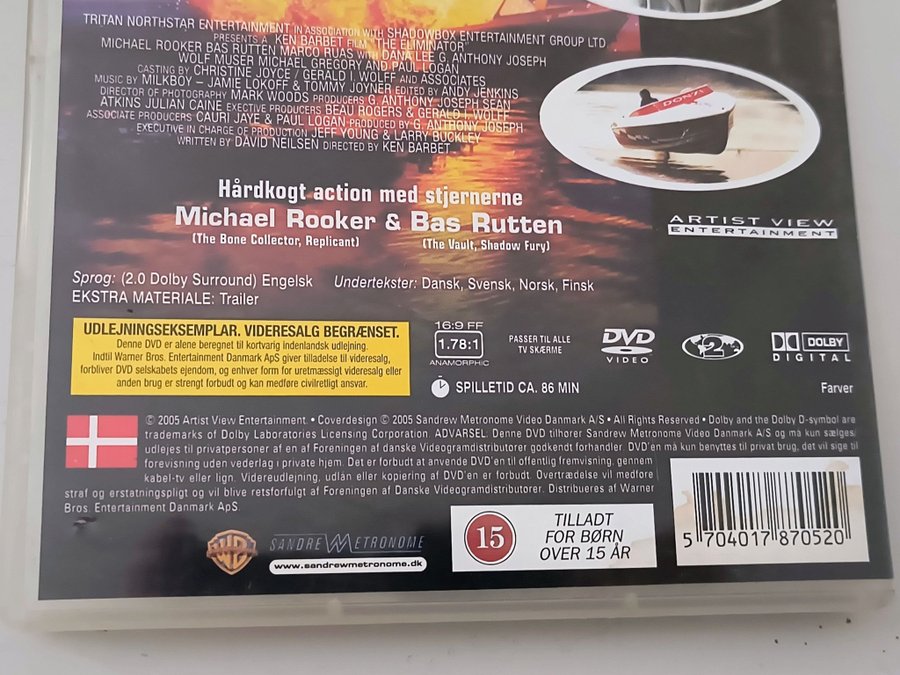 TRITAN NORTHSTAR ENTERTAINMENT IN ASSOCIATION WITH SHADOWBOX ENTERTAINMENT GROUP LTD.
PRESENTS A KEN BARBET FILM "THE ELIMINATOR"
MICHAEL ROOKER BAS RUTTEN MARCO RUAS WITH DANA LEE G. ANTHONY JOSEPH
WOLF MUSER MICHAEL GREGORY AND PAUL LOGAN
CASTING BY CHRISTINE JOYCE / GERALD I. WOLFF AND ASSOCIATES
MUSIC BY MILKBOY - JAMIE LOKOFF & TOMMY JOYNER EDITED BY ANDY JENKINS
DIRECTOR OF PHOTOGRAPHY MARK WOODS PRODUCERS G. ANTHONY JOSEPH SEAN
ATKINS JULIAN CAINE EXECUTIVE PRODUCERS BEAU ROGERS & GERALD I. WOLFF
ASSOCIATE PRODUCERS CAURI JAYE & PAUL LOGAN PRODUCED BY G. ANTHONY JOSEPH
EXECUTIVE IN CHARGE OF PRODUCTION JEFF YOUNG & LARRY BUCKLEY
WRITTEN BY DAVID NEILSEN DIRECTED BY KEN BARBET
Hårdkogt action med stjernerne
Michael Rooker & Bas Rutten
(The Bone Collector, Replicant) (The Vault, Shadow Fury)
ARTIST VIEW
ENTERTAINMENT
Sprog: (2.0 Dolby Surround) Engelsk Undertekster: Dansk, Svensk, Norsk, Finsk
EKSTRA MATERIALE: Trailer
UDLEJNINGSEKSEMPLAR. VIDERESALG BEGRÆNSET.
Denne DVD er alene beregnet til kortvarig indenlandsk udlejning.
Indtil Warner Bros. Entertainment Danmark ApS giver tilladelse til videresalg,
forbliver DVD selskabets ejendom, og enhver form for uretmæssigt videresalg eller
anden brug er strengt forbudt og kan medføre civilretligt ansvar.
16:9 FF
1.78:1
ANAMORPHIC
PASSER TIL ALLE
TV SKÆRME
DVD
VIDEO
2
DOLBY
DIGITAL
SPILLETID CA. 86 MIN
Farver
© 2005 Artist View Entertainment. • Coverdesign © 2005 Sandrew Metronome Video Danmark A/S • All Rights Reserved • Dolby and the Dolby D-symbol are
trademarks of Dolby Laboratories Licensing Corporation. ADVARSEL. Denne DVD tilhører Sandrew Metronome Video Danmark A/S og må kun sælges/
udlejes til privatpersoner af en af Foreningen af danske Videogramdistributører godkendt forhandler. DVD'en må kun benyttes til privat brug, det vil sige til
forevisning uden vederlag i private hjem. Det er forbudt at anvende DVD'en til offentlig fremvisning, gennem
kabel-tv eller lign. Videreudlejning, udlån eller kopiering af DVD'en er forbudt. Overtrædelse vil medføre
straf og erstatningspligt og vil blive retsforfulgt af Foreningen af Danske Videogramdistributører. Distribueres af Warner
Bros. Entertainment Danmark ApS.
WB
SANDREW METRONOME
www.sandrewmetronome.dk
15
TILLADT
FOR BØRN
OVER 15 ÅR
5 704017 870520